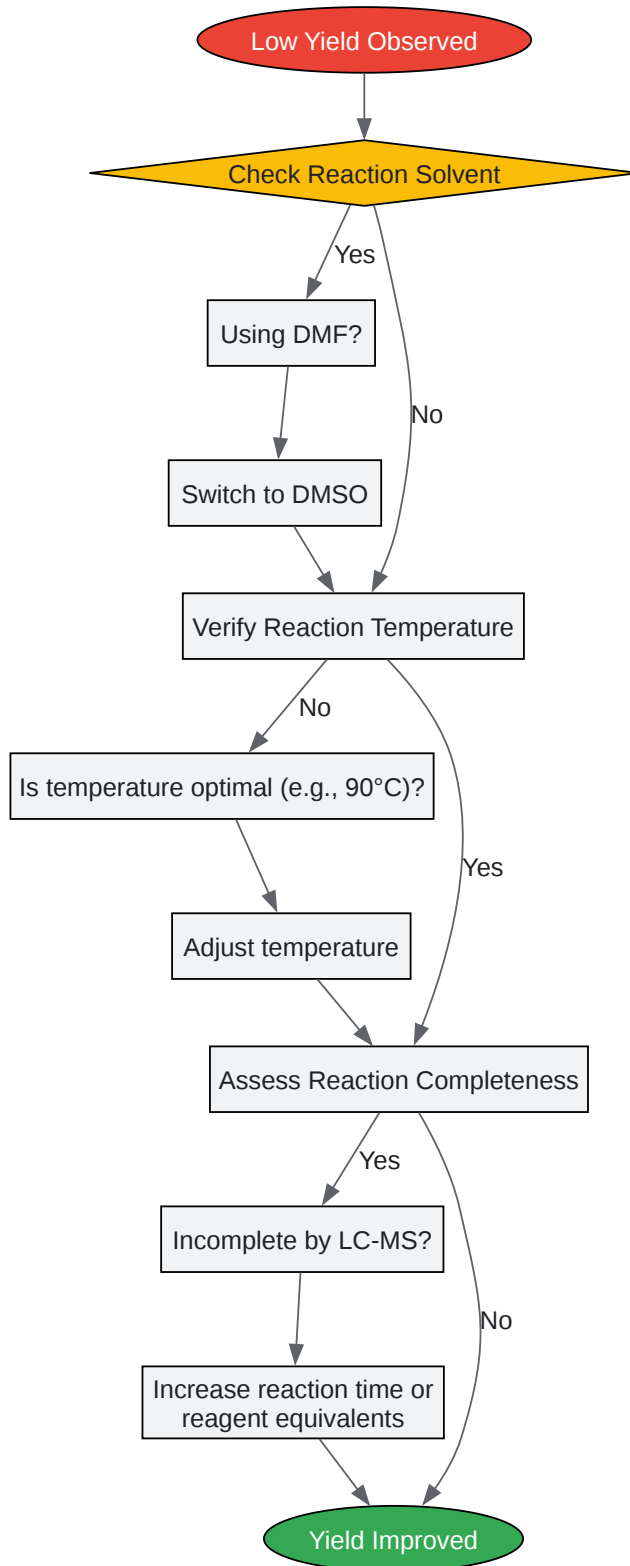 Low Yield Observed
Check Reaction Solvent
Yes
Using DMF?
No
Switch to DMSO
Verify Reaction Temperature
No
Is temperature optimal (e.g., 90°C)?
Yes
Adjust temperature
Assess Reaction Completeness
Yes
Incomplete by LC-MS?
No
Increase reaction time or
reagent equivalents
Yield Improved